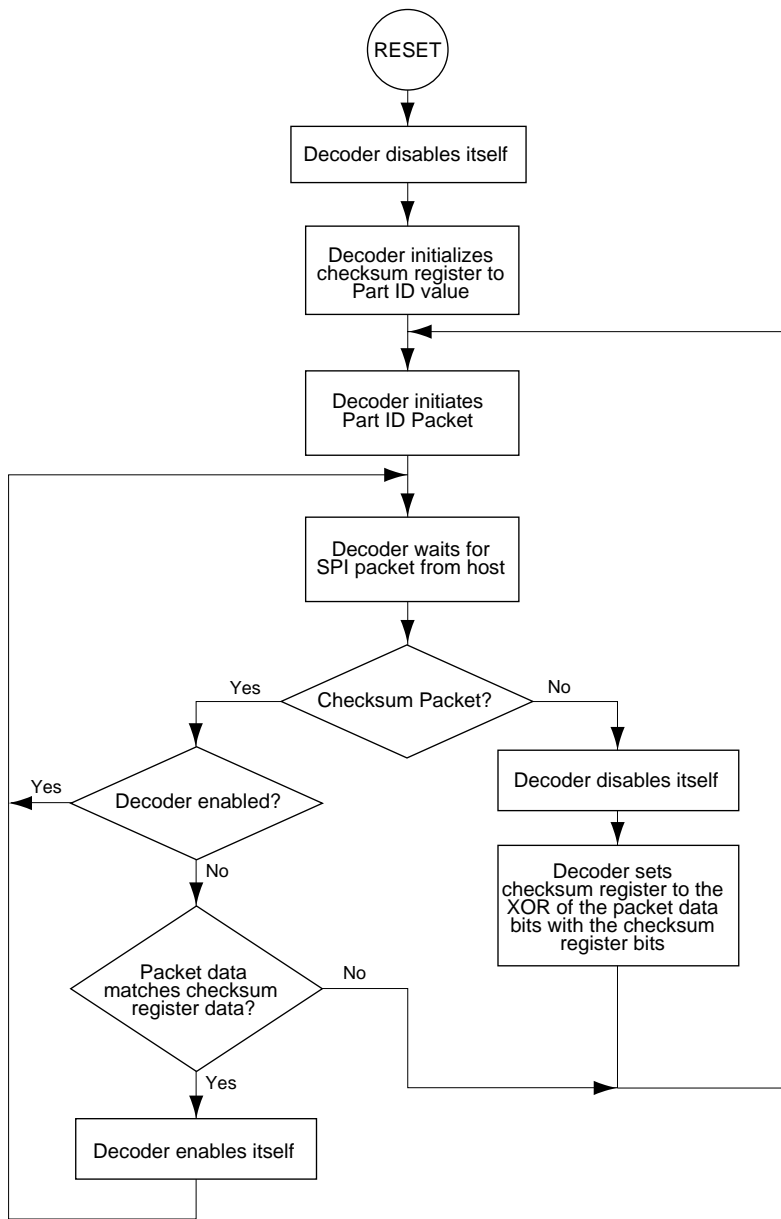 RESET
Decoder disables itself
Decoder initializes
checksum register to
Part ID value
Decoder initiates
Part ID Packet
Decoder waits for
SPI packet from host
Yes
Checksum Packet?
No
Yes
Decoder enabled?
Decoder disables itself
No
Decoder sets
checksum register to the
XOR of the packet data
bits with the checksum
register bits
Packet data
matches checksum
register data?
No
Yes
Decoder enables itself